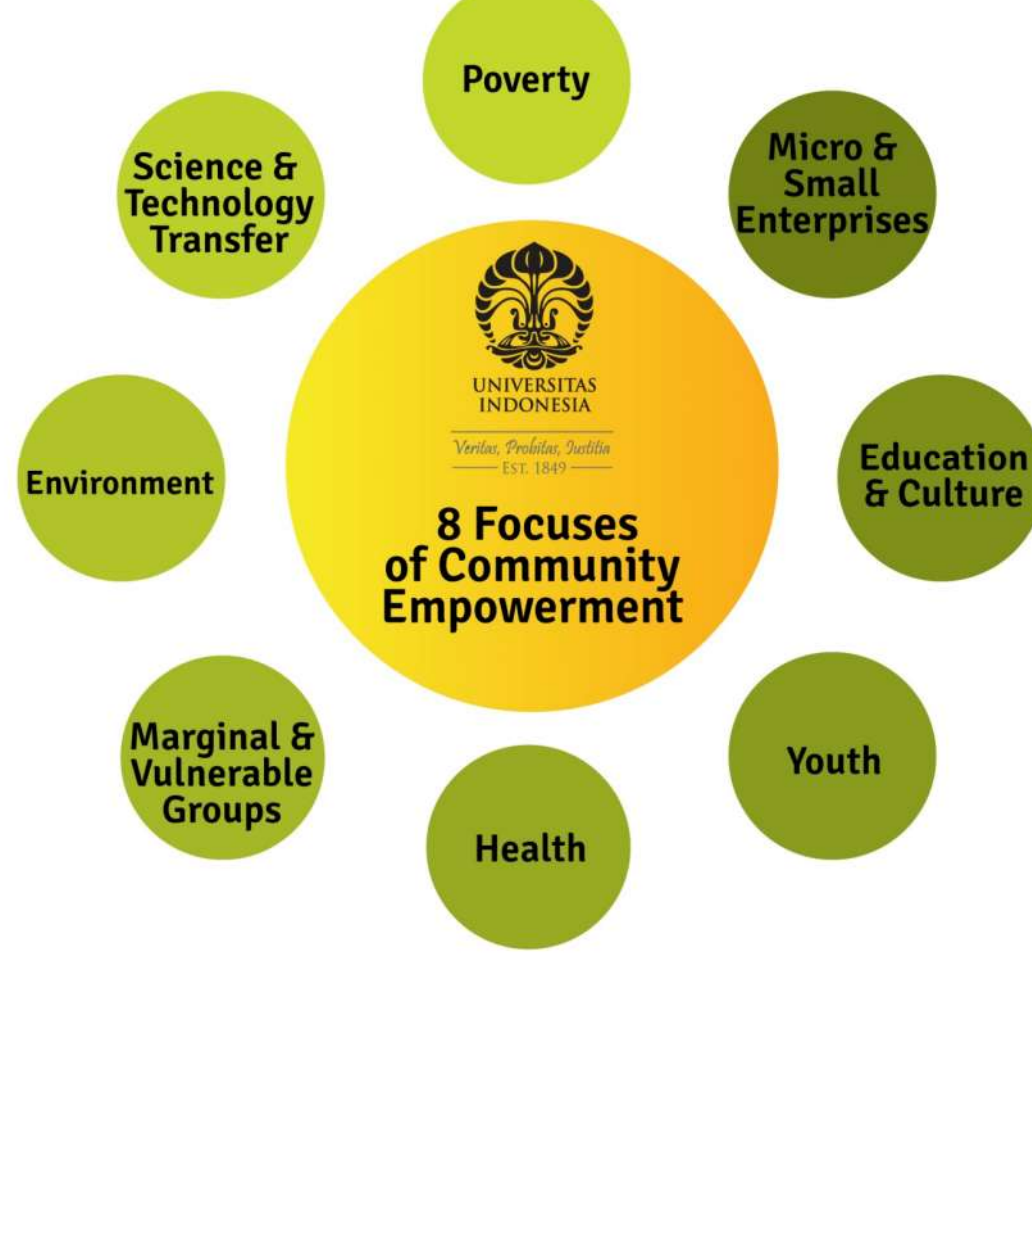 Poverty
Micro &
Small
Enterprises
Science &
Technology
Transfer
UNIVERSITAS
INDONESIA
Veritas, Probitas, Iustitia
EST. 1849
8 Focuses
of Community
Empowerment
Education
& Culture
Environment
Youth
Marginal &
Vulnerable
Groups
Health